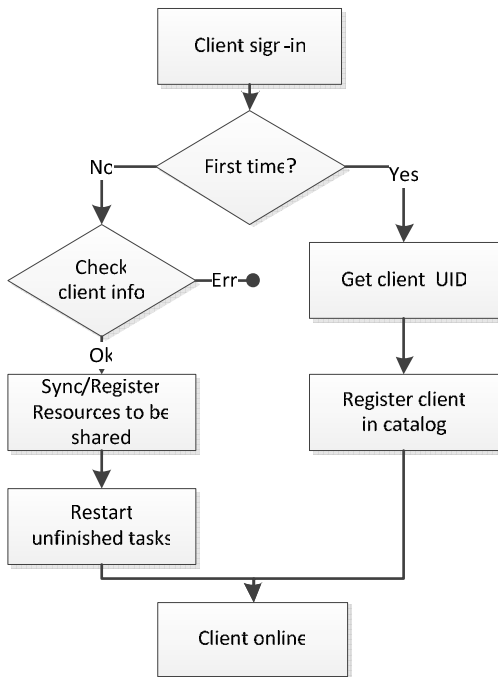 Client sign-in
First time?
No
Yes
Check
client info
Err
Get client UID
Ok
Sync/Register
Resources to be
shared
Register client
in catalog
Restart
unfinished tasks
Client online